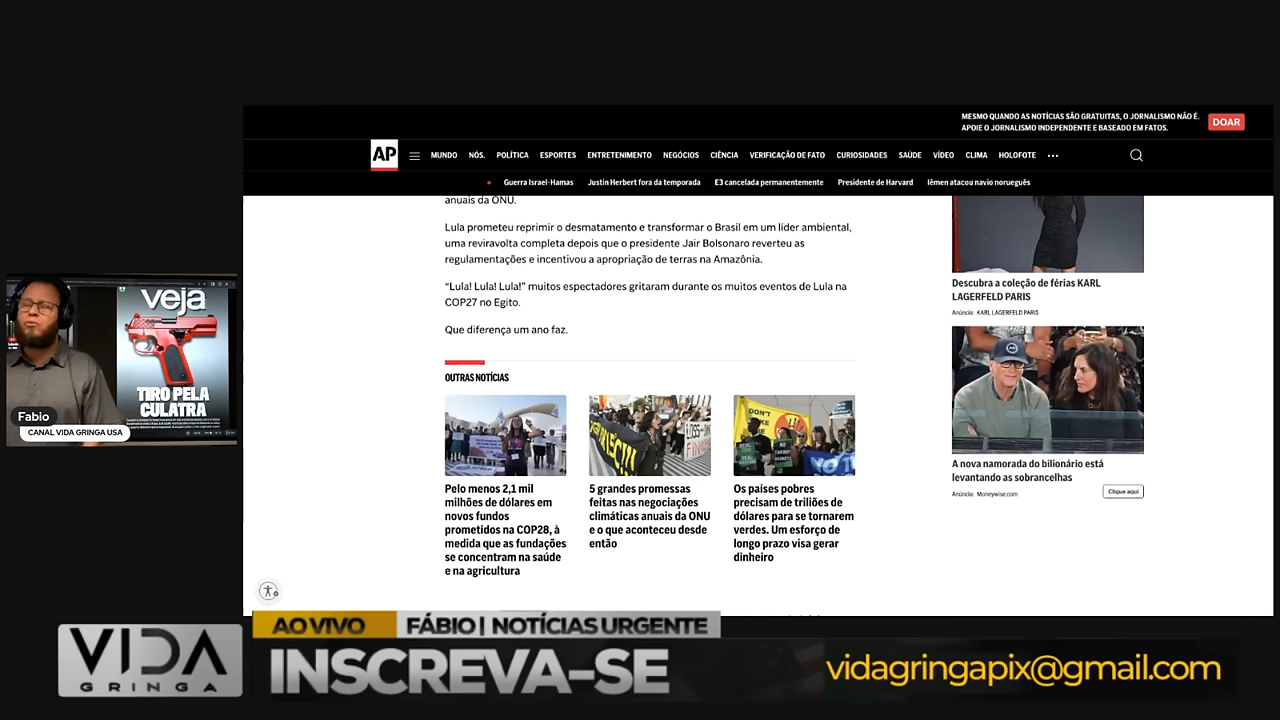 MESMO QUANDO AS NOTÍCIAS SÃO GRATUITAS, O JORNALISMO NÃO É.
APOIE O JORNALISMO INDEPENDENTE E BASEADO EM FATOS.
DOAR
AP
MUNDO NÓS. POLÍTICA ESPORTES ENTRETENIMENTO NEGÓCIOS CIÊNCIA VERIFICAÇÃO DE FATO CURIOSIDADES SAÚDE VÍDEO CLIMA HOLOFOTE
Guerra Israel-Hamas Justin Herbert fora da temporada E3 cancelada permanentemente Presidente de Harvard Iêmen atacou navio norueguês
anuais da ONU.
Lula prometeu reprimir o desmatamento e transformar o Brasil em um líder ambiental,
uma reviravolta completa depois que o presidente Jair Bolsonaro reverteu as
regulamentações e incentivou a apropriação de terras na Amazônia.
“Lula! Lula! Lula!” muitos espectadores gritaram durante os muitos eventos de Lula na
COP27 no Egito.
Que diferença um ano faz.
OUTRAS NOTÍCIAS
Pelo menos 2,1 mil
milhões de dólares em
novos fundos
prometidos na COP28, à
medida que as fundações
se concentram na saúde
e na agricultura
5 grandes promessas
feitas nas negociações
climáticas anuais da ONU
e o que aconteceu desde
então
DON'T
Os países pobres
precisam de triliões de
dólares para se tornarem
verdes. Um esforço de
longo prazo visa gerar
dinheiro
Descubra a coleção de férias KARL
LAGERFELD PARIS
Anúncio: KARL LAGERFELD PARIS
A nova namorada do bilionário está
levantando as sobrancelhas
Anúncio: Moneywise.com
Clique aqui
veja
TIRO PELA
CULATRA
Fabio
CANAL VIDA GRINGA USA
AO VIVO
FÁBIO | NOTÍCIAS URGENTE
VIDA
GRINGA
INSCREVA-SE
vidagringapix@gmail.com